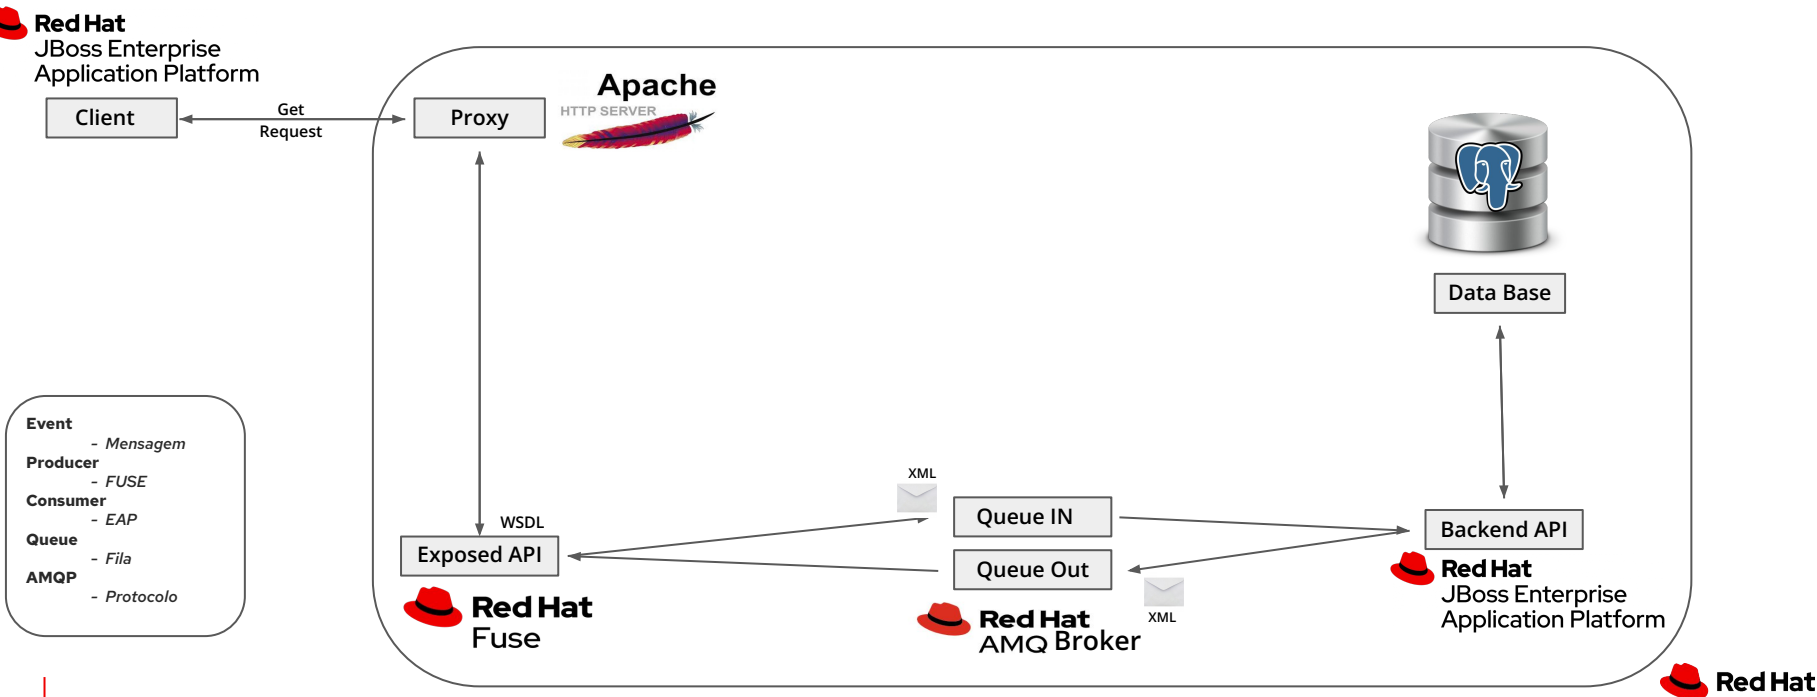 Red Hat
JBoss Enterprise
Application Platform
Client
Get
Request
Proxy
Apache
HTTP SERVER
Data Base
Event
- Mensagem
Producer
- FUSE
Consumer
- EAP
Queue
- Fila
AMQP
- Protocolo
WSDL
Exposed API
Red Hat
Fuse
XML
Queue IN
Queue Out
Red Hat
AMQ Broker
XML
Backend API
Red Hat
JBoss Enterprise
Application Platform
Red Hat